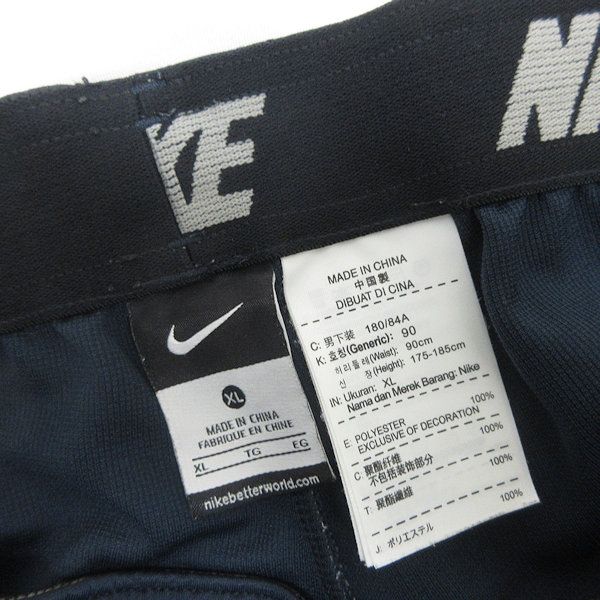 KE
NI
XL
MADE IN CHINA
FABRIQUÉ EN CHINE
XL TG EG
nikebetterworld.com
MADE IN CHINA
中国製
DIBUAT DI CINA
C: 男下装 180/84A
K: 호칭(Generic): 90
허리둘레(Waist): 90cm
신 장(Height): 175-185cm
IN: Ukuran: XL
Nama dan Merek Barang: Nike
E: POLYESTER 100%
EXCLUSIVE OF DECORATION
C: 聚酯纤维 100%
不包括装饰部分
T: 聚酯纖維 100%
J: ポリエステル 100%